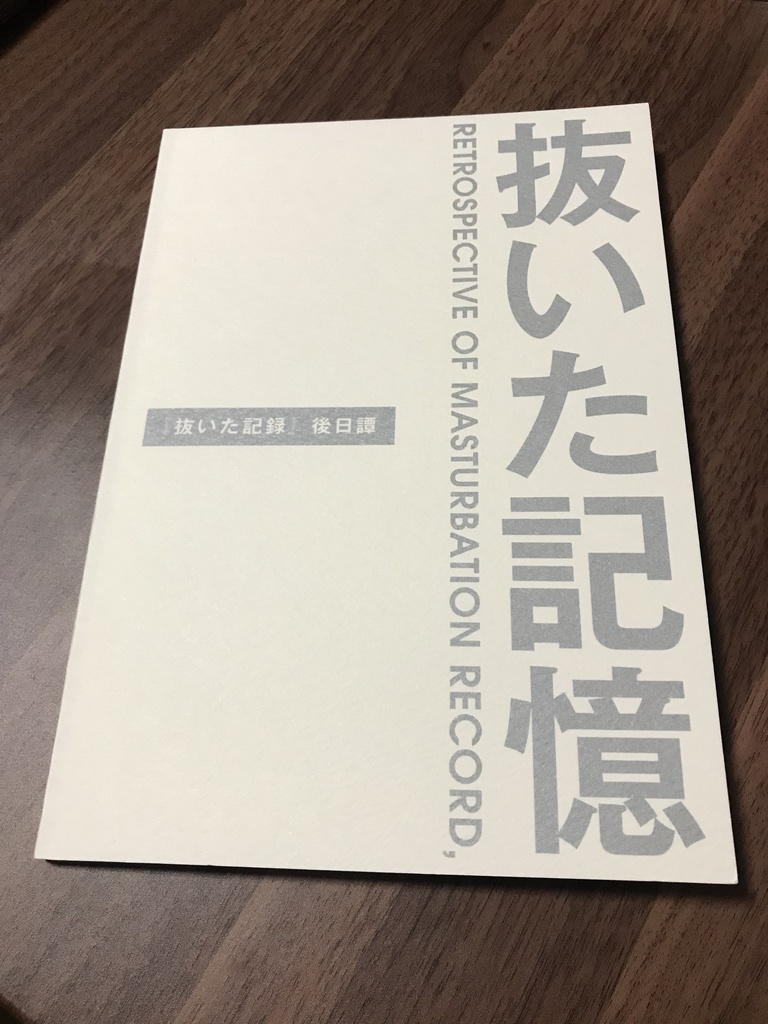 抜いた記憶
RETROSPECTIVE OF MASTURBATION RECORD,
『抜いた記録』 後日譚